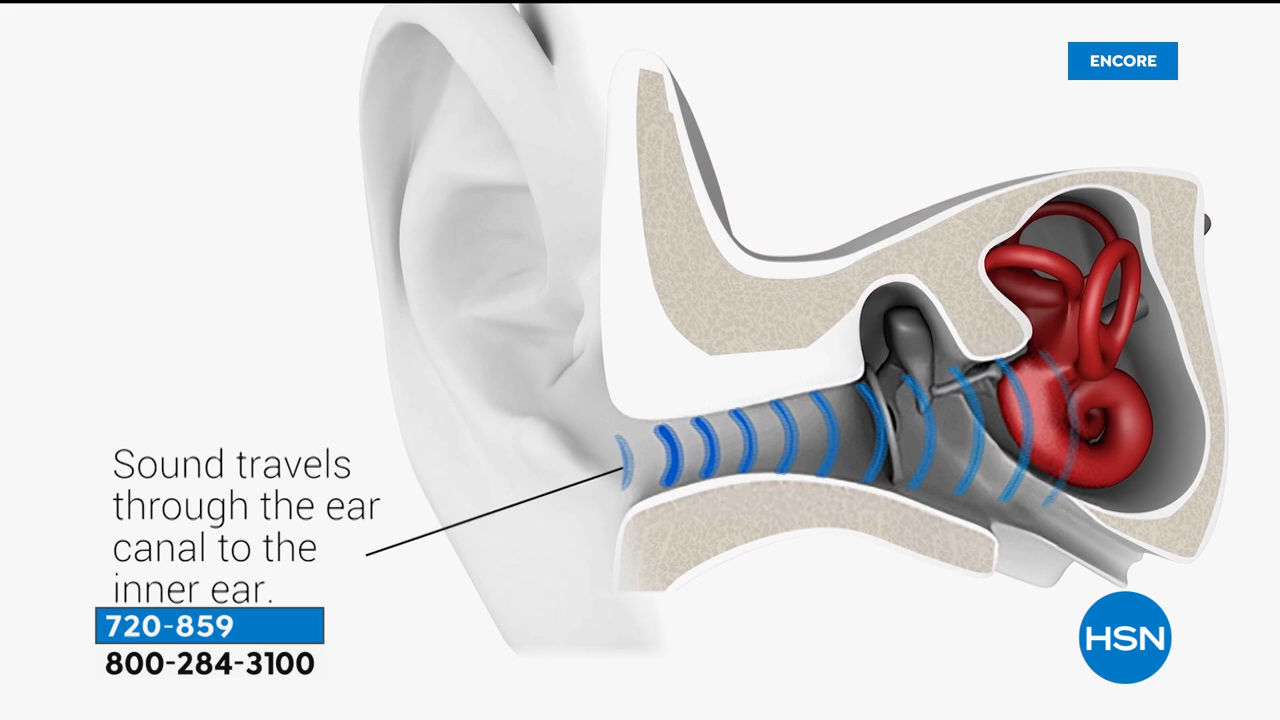 ENCORE
Sound travels
through the ear
canal to the
inner ear.
720-859
800-284-3100
HSN